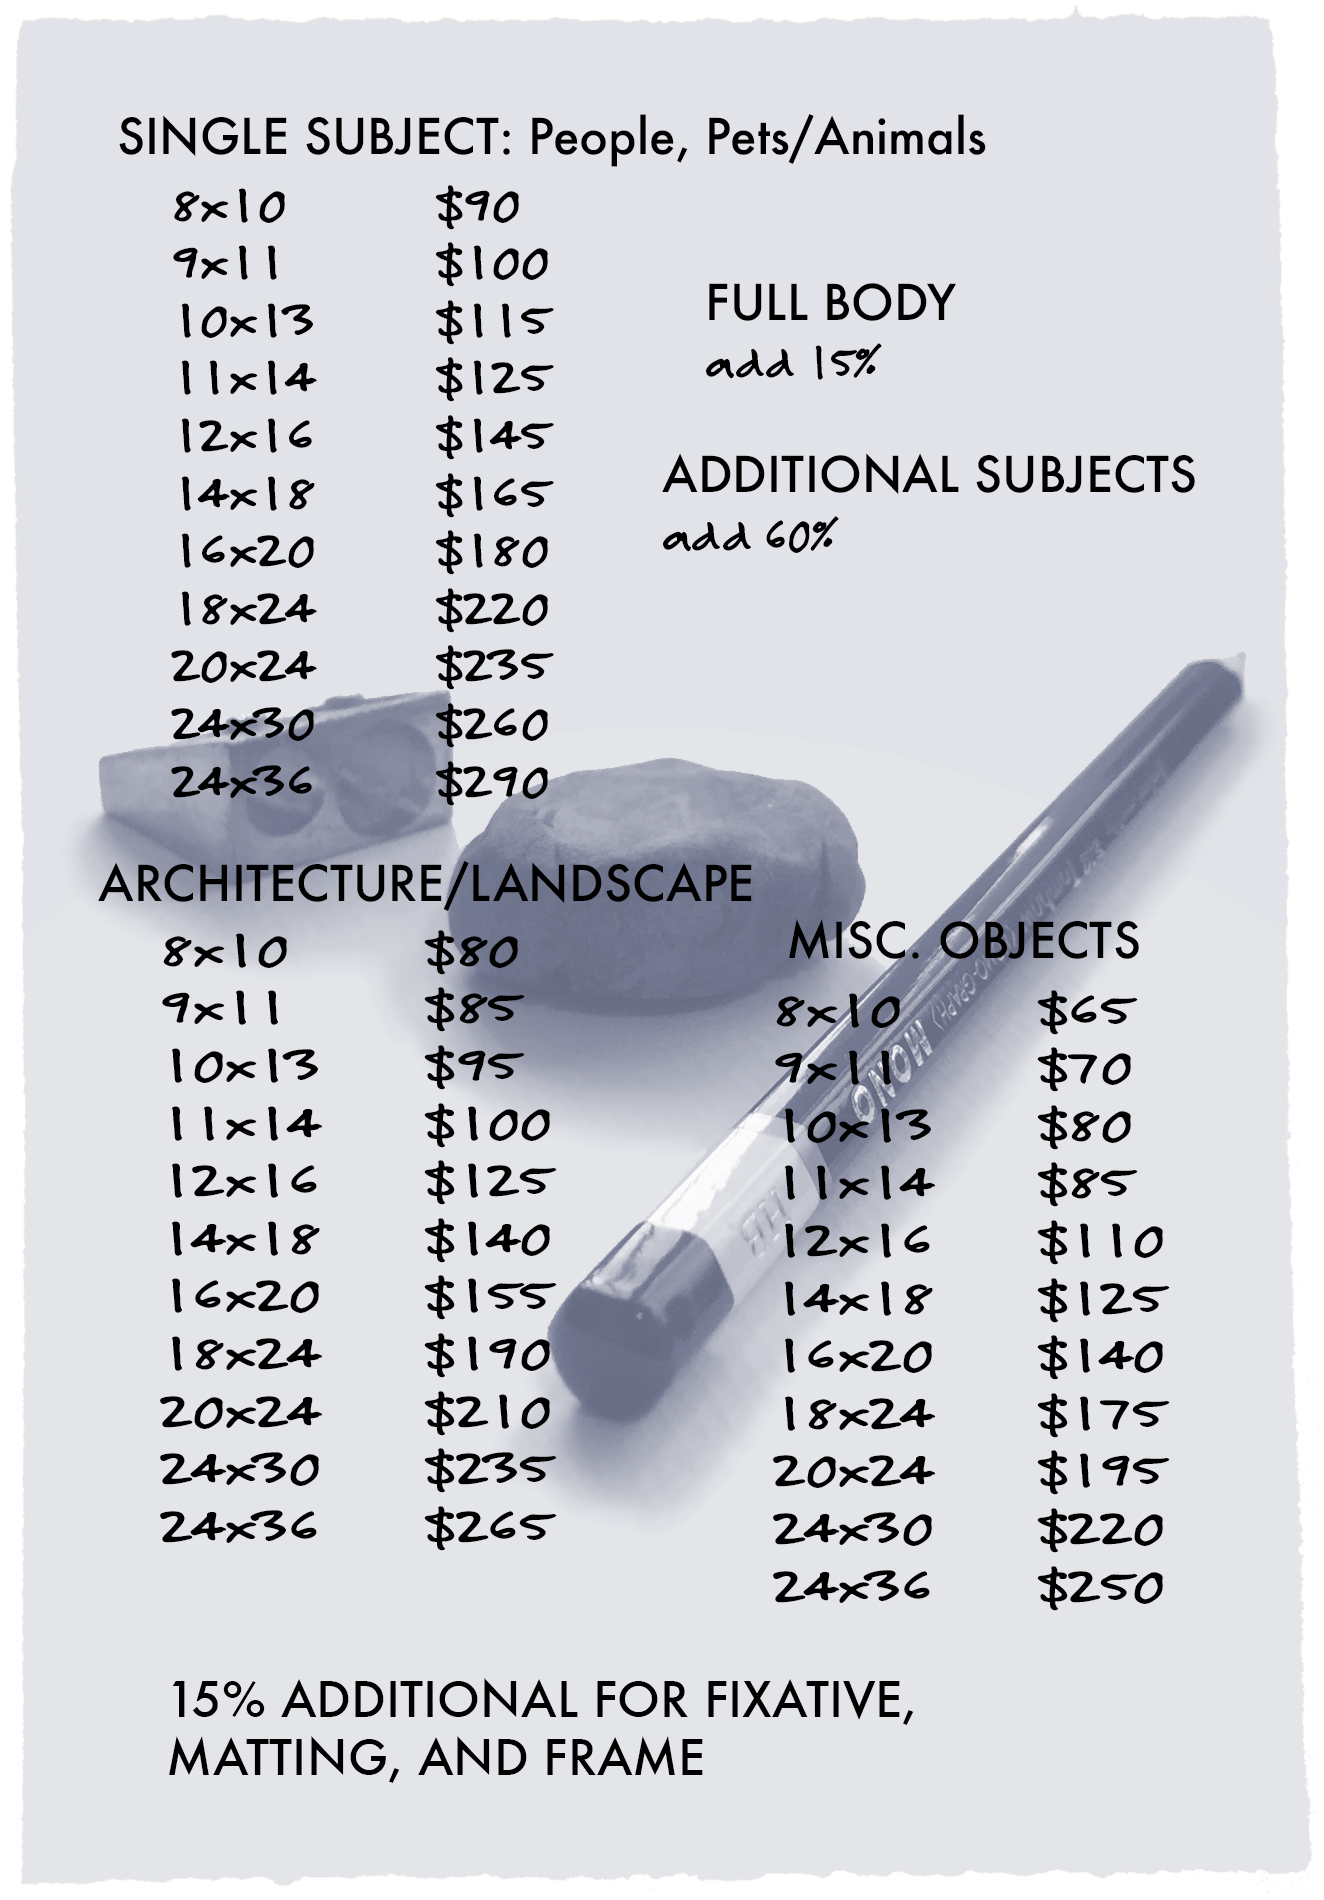 SINGLE SUBJECT: People, Pets/Animals
8x10 $90
9x11 $100
10x13 $115
11x14 $125
12x16 $145
14x18 $165
16x20 $180
18x24 $220
20x24 $235
24x30 $260
24x36 $290
FULL BODY
add 15%
ADDITIONAL SUBJECTS
add 60%
ARCHITECTURE/LANDSCAPE
8x10 $80
9x11 $85
10x13 $95
11x14 $100
12x16 $125
14x18 $140
16x20 $155
18x24 $190
20x24 $210
24x30 $235
24x36 $265
MISC. OBJECTS
8x10 $65
9x11 $70
10x13 $80
11x14 $85
12x16 $110
14x18 $125
16x20 $140
18x24 $175
20x24 $195
24x30 $220
24x36 $250
MONO
15% ADDITIONAL FOR FIXATIVE,
MATTING, AND FRAME